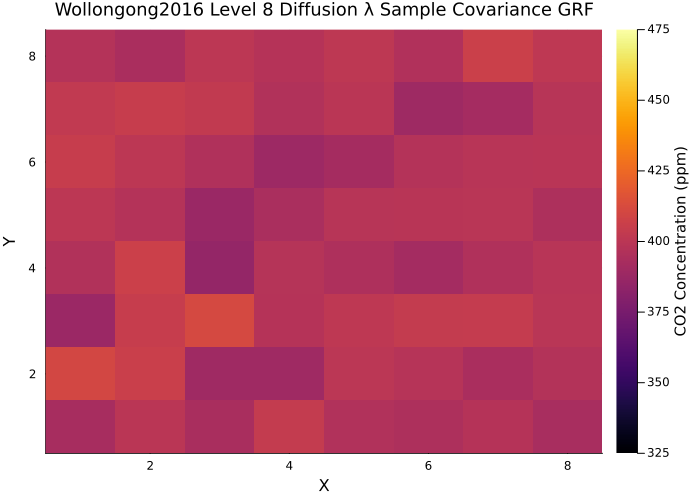 Wollongong2016 Level 8 Diffusion λ Sample Covariance GRF
8
6
4
2
Y
2 4 6 8
X
475
450
425
400
375
350
325
CO2 Concentration (ppm)